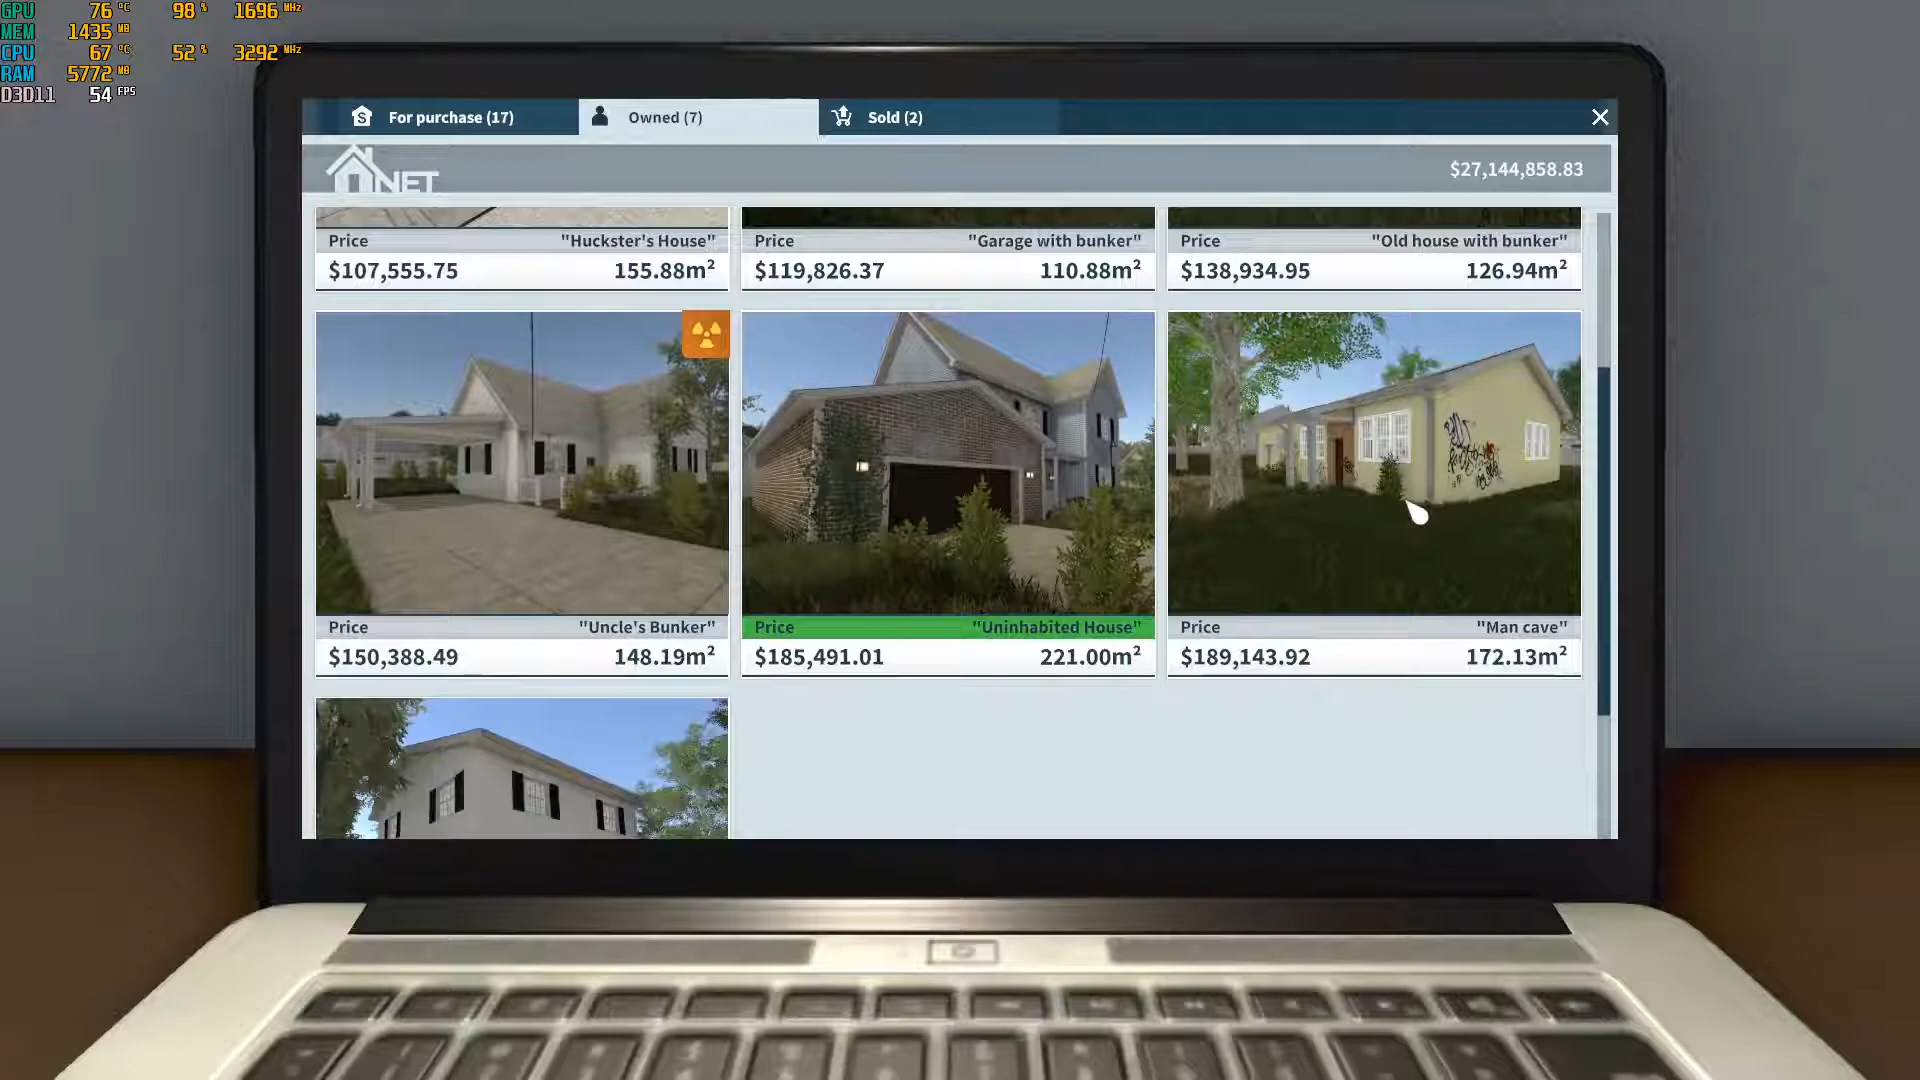 GPU 76 °C 98 % 1696 MHz
MEM 1435 MB
CPU 67 °C 52 % 3292 MHz
RAM 5772 MB
D3D11 54 FPS
For purchase (17) Owned (7) Sold (2)
NET $27,144,858.83
Price "Huckster's House" Price "Garage with bunker" Price "Old house with bunker"
$107,555.75 155.88m² $119,826.37 110.88m² $138,934.95 126.94m²
Price "Uncle's Bunker" Price "Uninhabited House" Price "Man cave"
$150,388.49 148.19m² $185,491.01 221.00m² $189,143.92 172.13m²